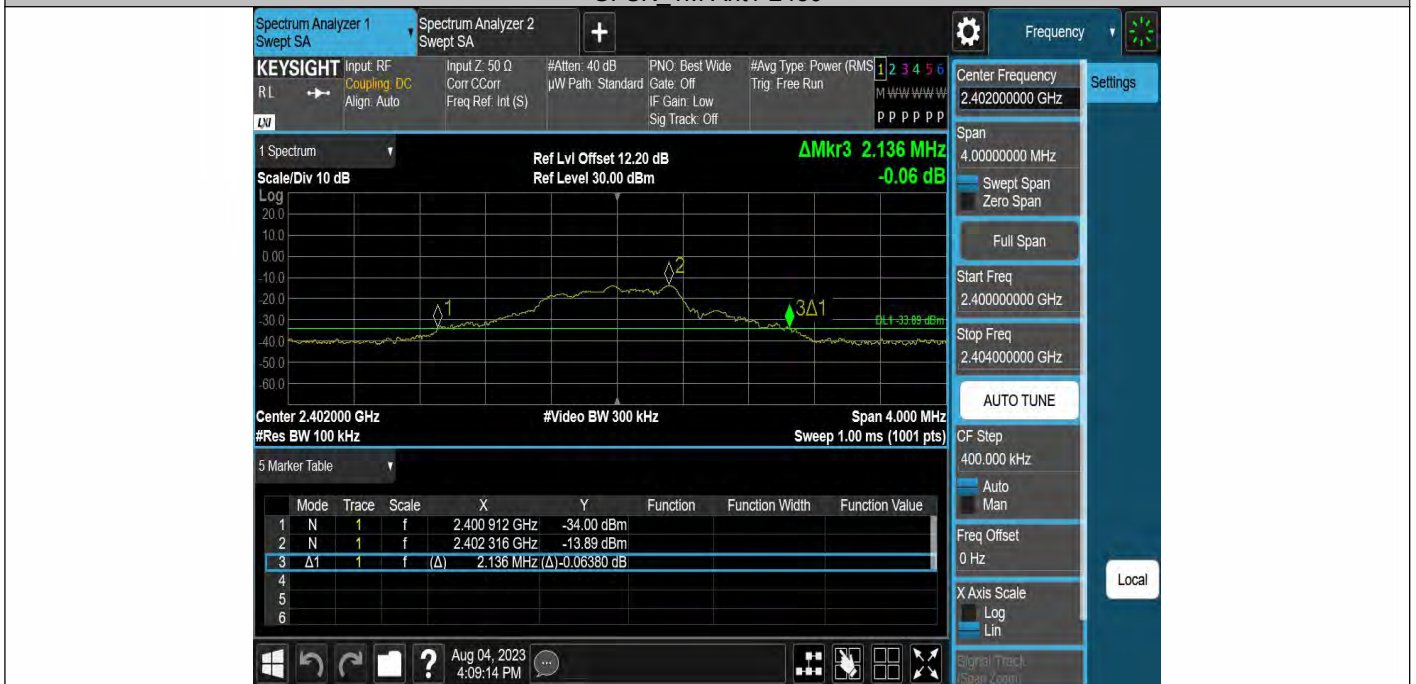 Spectrum Analyzer 1
Swept SA
Spectrum Analyzer 2
Swept SA
+
Frequency
KEYSIGHT
RL
LXI
Input: RF
Coupling: DC
Align: Auto
Input Z: 50 Ω
Corr CCorr
Freq Ref: Int (S)
#Atten: 40 dB
µW Path: Standard
PNO: Best Wide
Gate: Off
IF Gain: Low
Sig Track: Off
#Avg Type: Power (RMS
Trig: Free Run
1 2 3 4 5 6
M W W W W W
P P P P P P
1 Spectrum
Scale/Div 10 dB
Ref Lvl Offset 12.20 dB
Ref Level 30.00 dBm
ΔMkr3 2.136 MHz
-0.06 dB
Log
20.0
10.0
0.00
-10.0
-20.0
-30.0
-40.0
-50.0
-60.0
1
2
3Δ1
DL1 -33.89 dBm
Center 2.402000 GHz
#Video BW 300 kHz
Span 4.000 MHz
#Res BW 100 kHz
Sweep 1.00 ms (1001 pts)
5 Marker Table
Mode Trace Scale X Y Function Function Width Function Value
1 N 1 f 2.400 912 GHz -34.00 dBm
2 N 1 f 2.402 316 GHz -13.89 dBm
3 Δ1 1 f (Δ) 2.136 MHz (Δ)-0.06380 dB
4
5
6
?
Aug 04, 2023
4:09:14 PM
Center Frequency
2.402000000 GHz
Settings
Span
4.00000000 MHz
Swept Span
Zero Span
Full Span
Start Freq
2.400000000 GHz
Stop Freq
2.404000000 GHz
AUTO TUNE
CF Step
400.000 kHz
Auto
Man
Freq Offset
0 Hz
Local
X Axis Scale
Log
Lin
Signal Track
(Span Zoom)